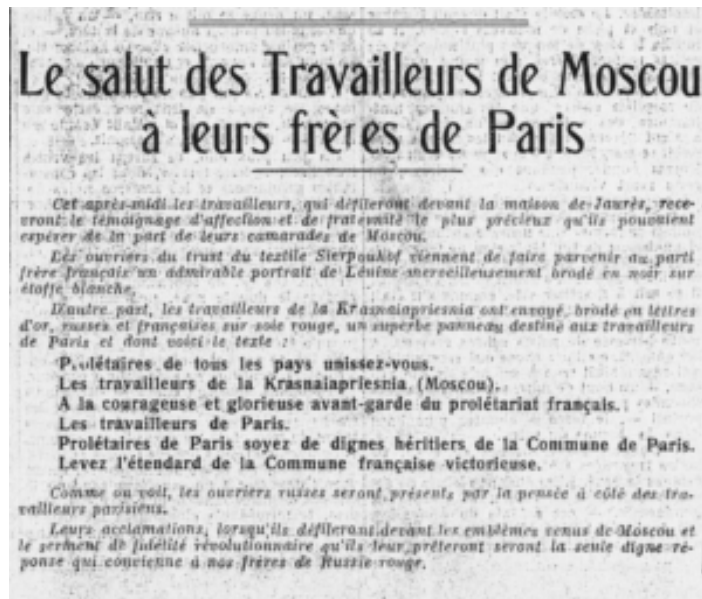 Le salut des Travailleurs de Moscou
à leurs frères de Paris
Cet après-midi les travailleurs, qui défileront devant la maison de Jaurès, rece-
vront le témoignage d'affection et de fraternité le plus précieux qu'ils pouvaient
espérer de la part de leurs camarades de Moscou.
Les ouvriers du trust du textile Sierpoukof viennent de faire parvenir au parti
frère français un admirable portrait de Lénine merveilleusement brodé en noir sur
étoffe blanche.
D'autre part, les travailleurs de la Krasnaiapriesnia ont envoyé, brodé en lettres
d'or, russes et françaises sur soie rouge, un superbe panneau destiné aux travailleurs
de Paris et dont voici le texte :
Prolétaires de tous les pays unissez-vous.
Les travailleurs de la Krasnaiapriesnia (Moscou).
A la courageuse et glorieuse avant-garde du prolétariat français.
Les travailleurs de Paris.
Prolétaires de Paris soyez de dignes héritiers de la Commune de Paris.
Levez l'étendard de la Commune française victorieuse.
Comme on voit, les ouvriers russes seront présents par la pensée à côté des tra-
vailleurs parisiens.
Leurs acclamations, lorsqu'ils défileront devant les emblèmes venus de Moscou et
le serment de fidélité révolutionnaire qu'ils leur prêteront seront la seule digne ré-
ponse qui convienne à nos frères de Russie rouge.